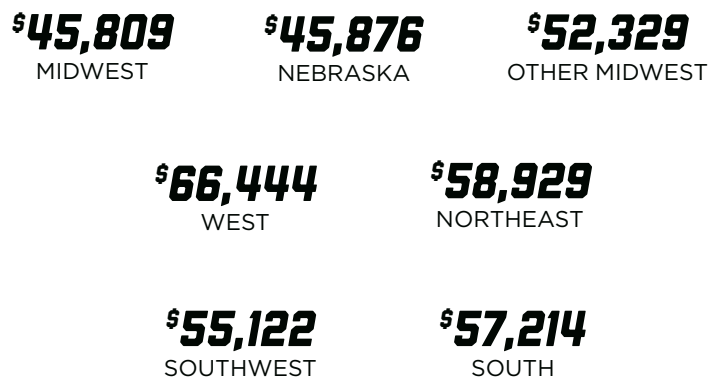 $45,809
MIDWEST
$45,876
NEBRASKA
$52,329
OTHER MIDWEST
$66,444
WEST
$58,929
NORTHEAST
$55,122
SOUTHWEST
$57,214
SOUTH